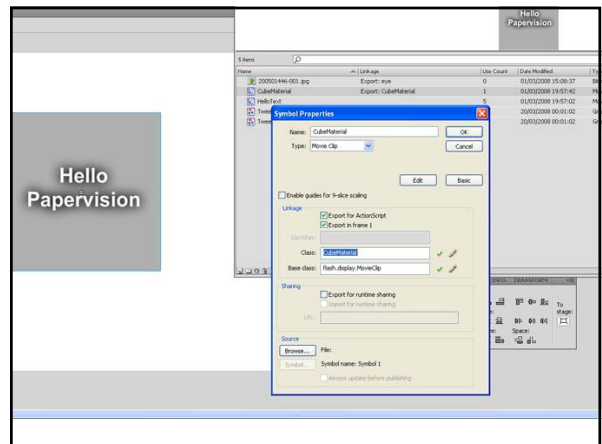 Hello
Papervision
5 items
Name
Linkage
Use Count
Date Modified
200501446-001.jpg
Export: eye
0
01/03/2008 15:08:37
CubeMaterial
Export: CubeMaterial
1
01/03/2008 19:57:42
HelloText
5
01/03/2008 19:57:02
20/03/2008 00:01:02
20/03/2008 00:01:02
Hello
Papervision
Symbol Properties
Name:
CubeMaterial
OK
Type:
Movie Clip
Cancel
Edit
Basic
Enable guides for 9-slice scaling
Linkage
Export for ActionScript
Export in frame 1
Identifier:
Class:
CubeMaterial
Base class:
flash.display.MovieClip
Sharing
Export for runtime sharing
Import for runtime sharing
URL:
Source
Browse...
File:
Symbol...
Symbol name: Symbol 1
Always update before publishing
INFO
TRANSFORM
To
stage:
Space: